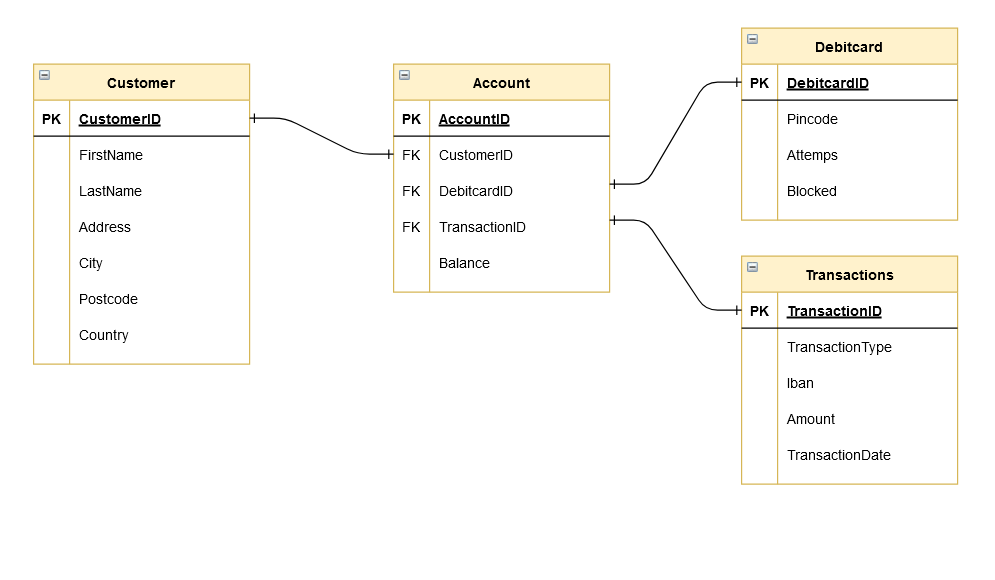 Customer
PK CustomerID
FirstName
LastName
Address
City
Postcode
Country
Account
PK AccountID
FK CustomerID
FK DebitcardID
FK TransactionID
Balance
Debitcard
PK DebitcardID
Pincode
Attemps
Blocked
Transactions
PK TransactionID
TransactionType
Iban
Amount
TransactionDate